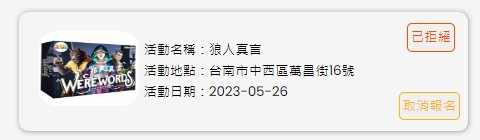 已拒絕
WEREWORDS
活動名稱：狼人真言
活動地點：台南市中西區萬昌街16號
活動日期：2023-05-26
取消報名